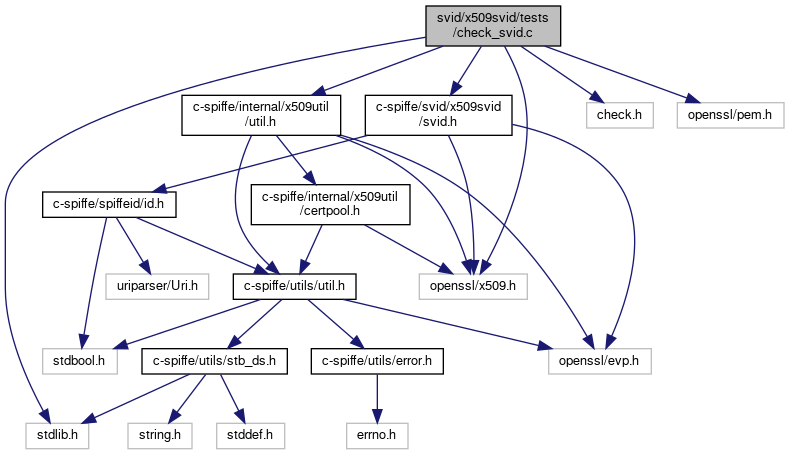 svid/x509svid/tests
/check_svid.c
c-spiffe/internal/x509util
/util.h
c-spiffe/svid/x509svid
/svid.h
check.h
openssl/pem.h
c-spiffe/spiffeid/id.h
c-spiffe/internal/x509util
/certpool.h
uriparser/Uri.h
c-spiffe/utils/util.h
openssl/x509.h
stdbool.h
c-spiffe/utils/stb_ds.h
c-spiffe/utils/error.h
openssl/evp.h
stdlib.h
string.h
stddef.h
errno.h